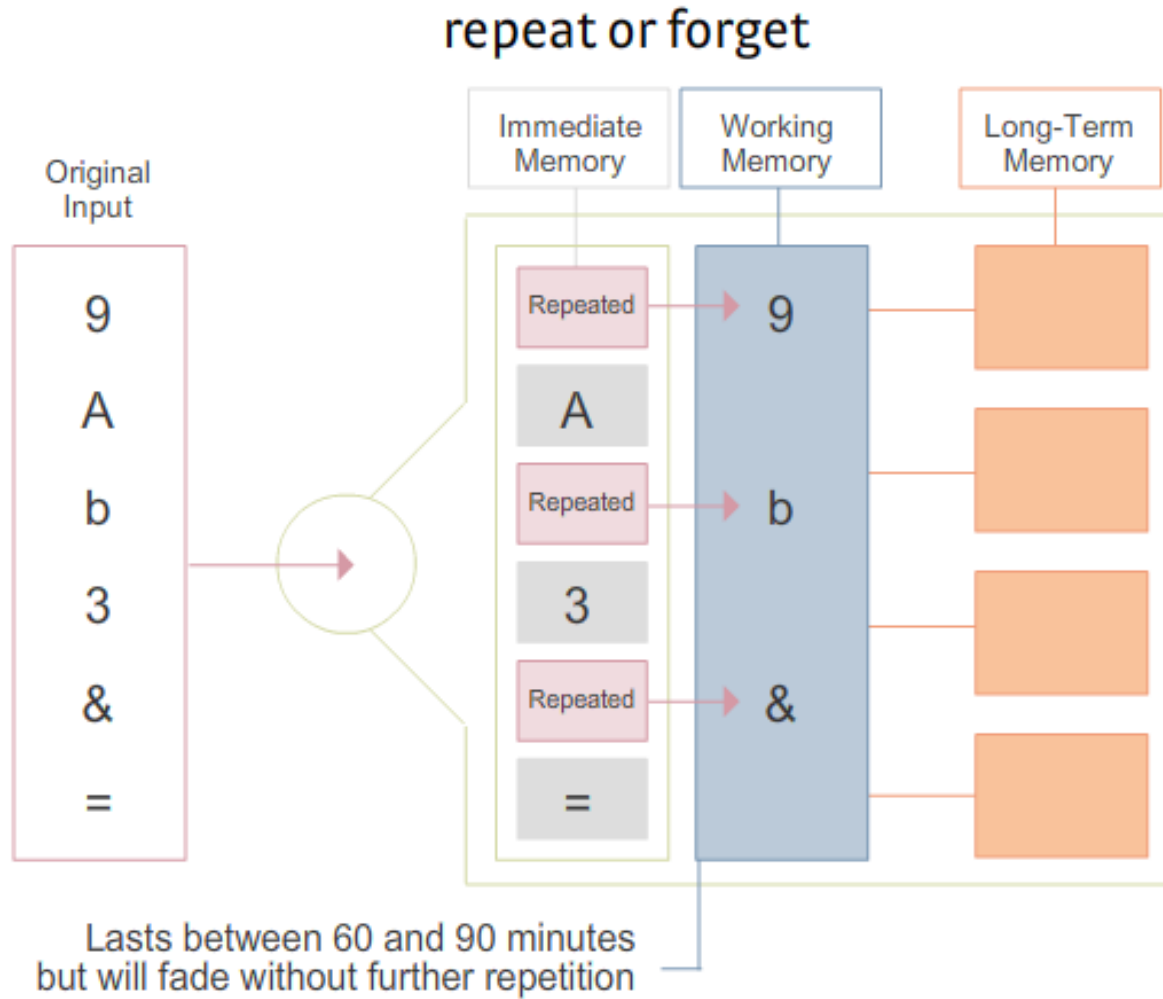 repeat or forget
Immediate
Memory
Working
Memory
Long-Term
Memory
Original
Input
9
A
b
3
&
=
Repeated
A
Repeated
3
Repeated
=
9
b
&
Lasts between 60 and 90 minutes
but will fade without further repetition